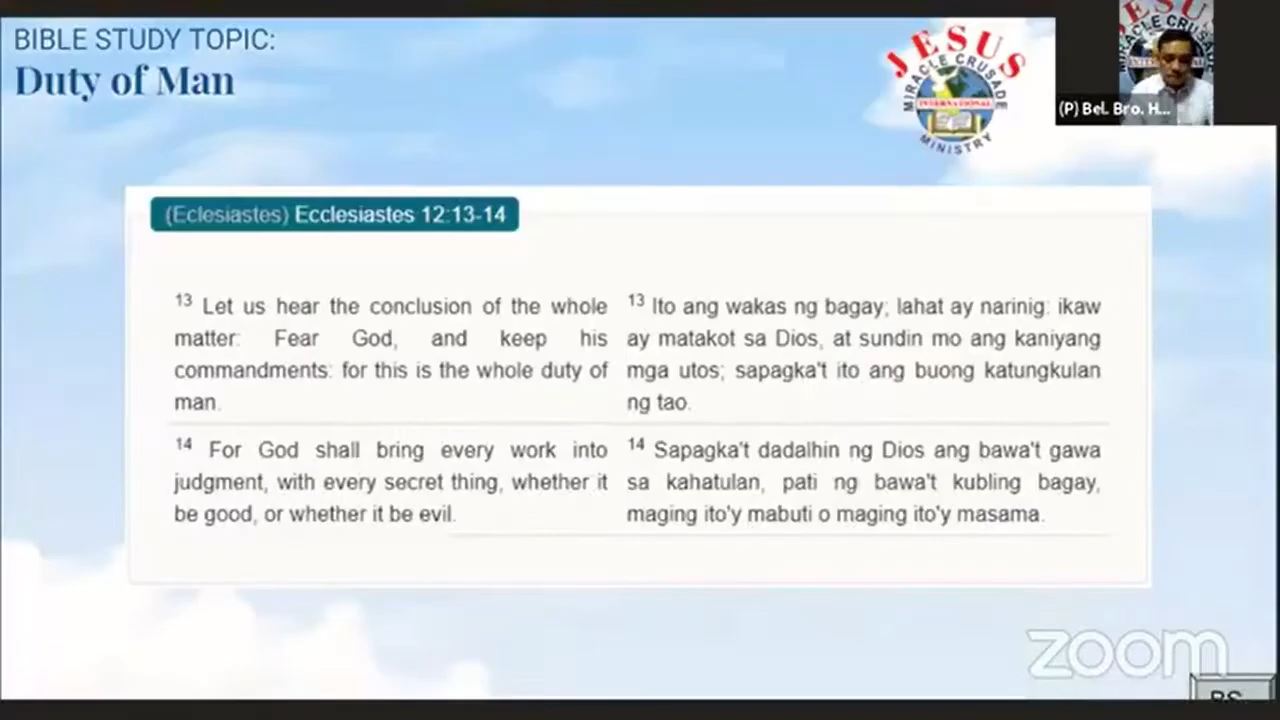 BIBLE STUDY TOPIC:
Duty of Man
JESUS
MIRACLE CRUSADE
INTERNATIONAL
MINISTRY
(P) Bel. Bro. H...
(Eclesiastes) Ecclesiastes 12:13-14
13 Let us hear the conclusion of the whole
matter: Fear God, and keep his
commandments: for this is the whole duty of
man.
14 For God shall bring every work into
judgment, with every secret thing, whether it
be good, or whether it be evil.
13 Ito ang wakas ng bagay; lahat ay narinig: ikaw
ay matakot sa Dios, at sundin mo ang kaniyang
mga utos; sapagka't ito ang buong katungkulan
ng tao.
14 Sapagka't dadalhin ng Dios ang bawa't gawa
sa kahatulan, pati ng bawa't kubling bagay,
maging ito'y mabuti o maging ito'y masama.
zoom